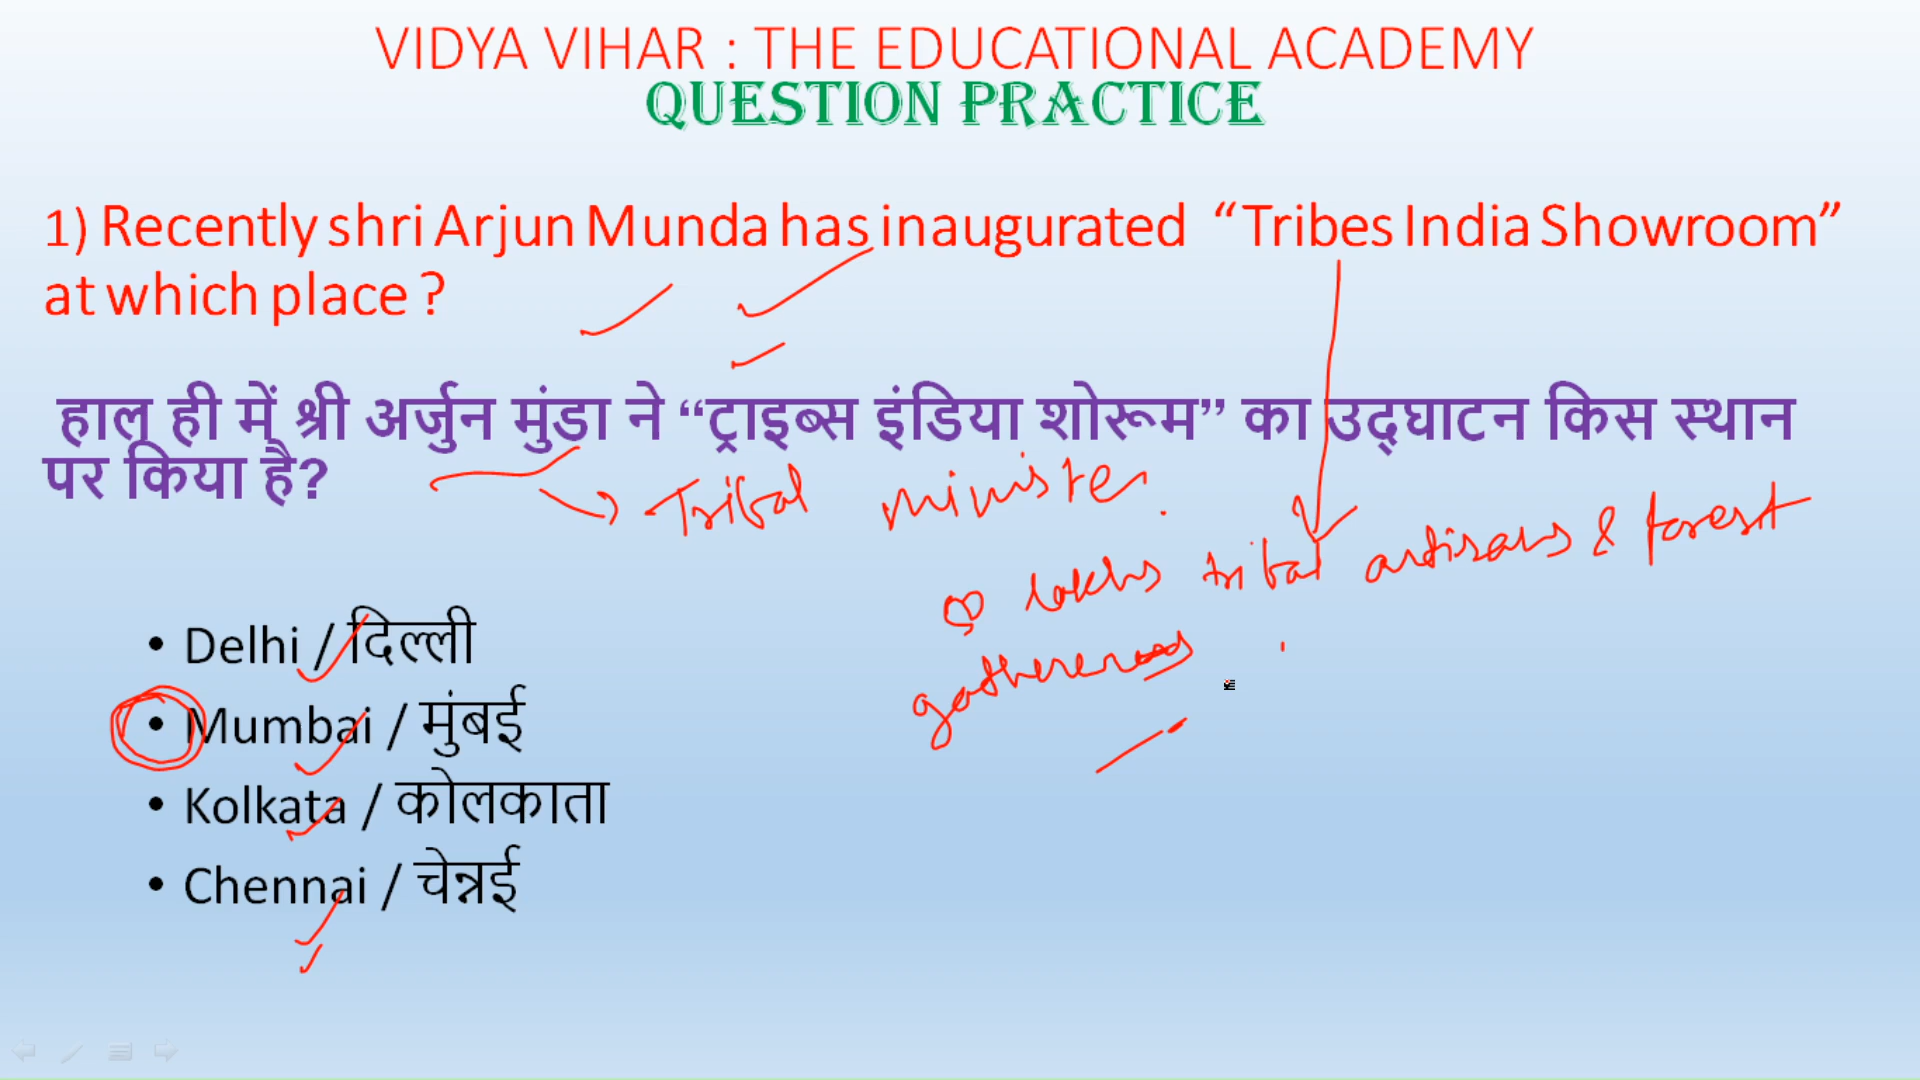 VIDYA VIHAR : THE EDUCATIONAL ACADEMY
QUESTION PRACTICE
1) Recently shri Arjun Munda has inaugurated “Tribes India Showroom”
at which place ?
हाल ही में श्री अर्जुन मुंडा ने “ट्राइब्स इंडिया शोरूम” का उद्घाटन किस स्थान
पर किया है?
Tribal minister.
lakhs tribal artisans & forest
gatherers
• Delhi / दिल्ली
• Mumbai / मुंबई
• Kolkata / कोलकाता
• Chennai / चेन्नई